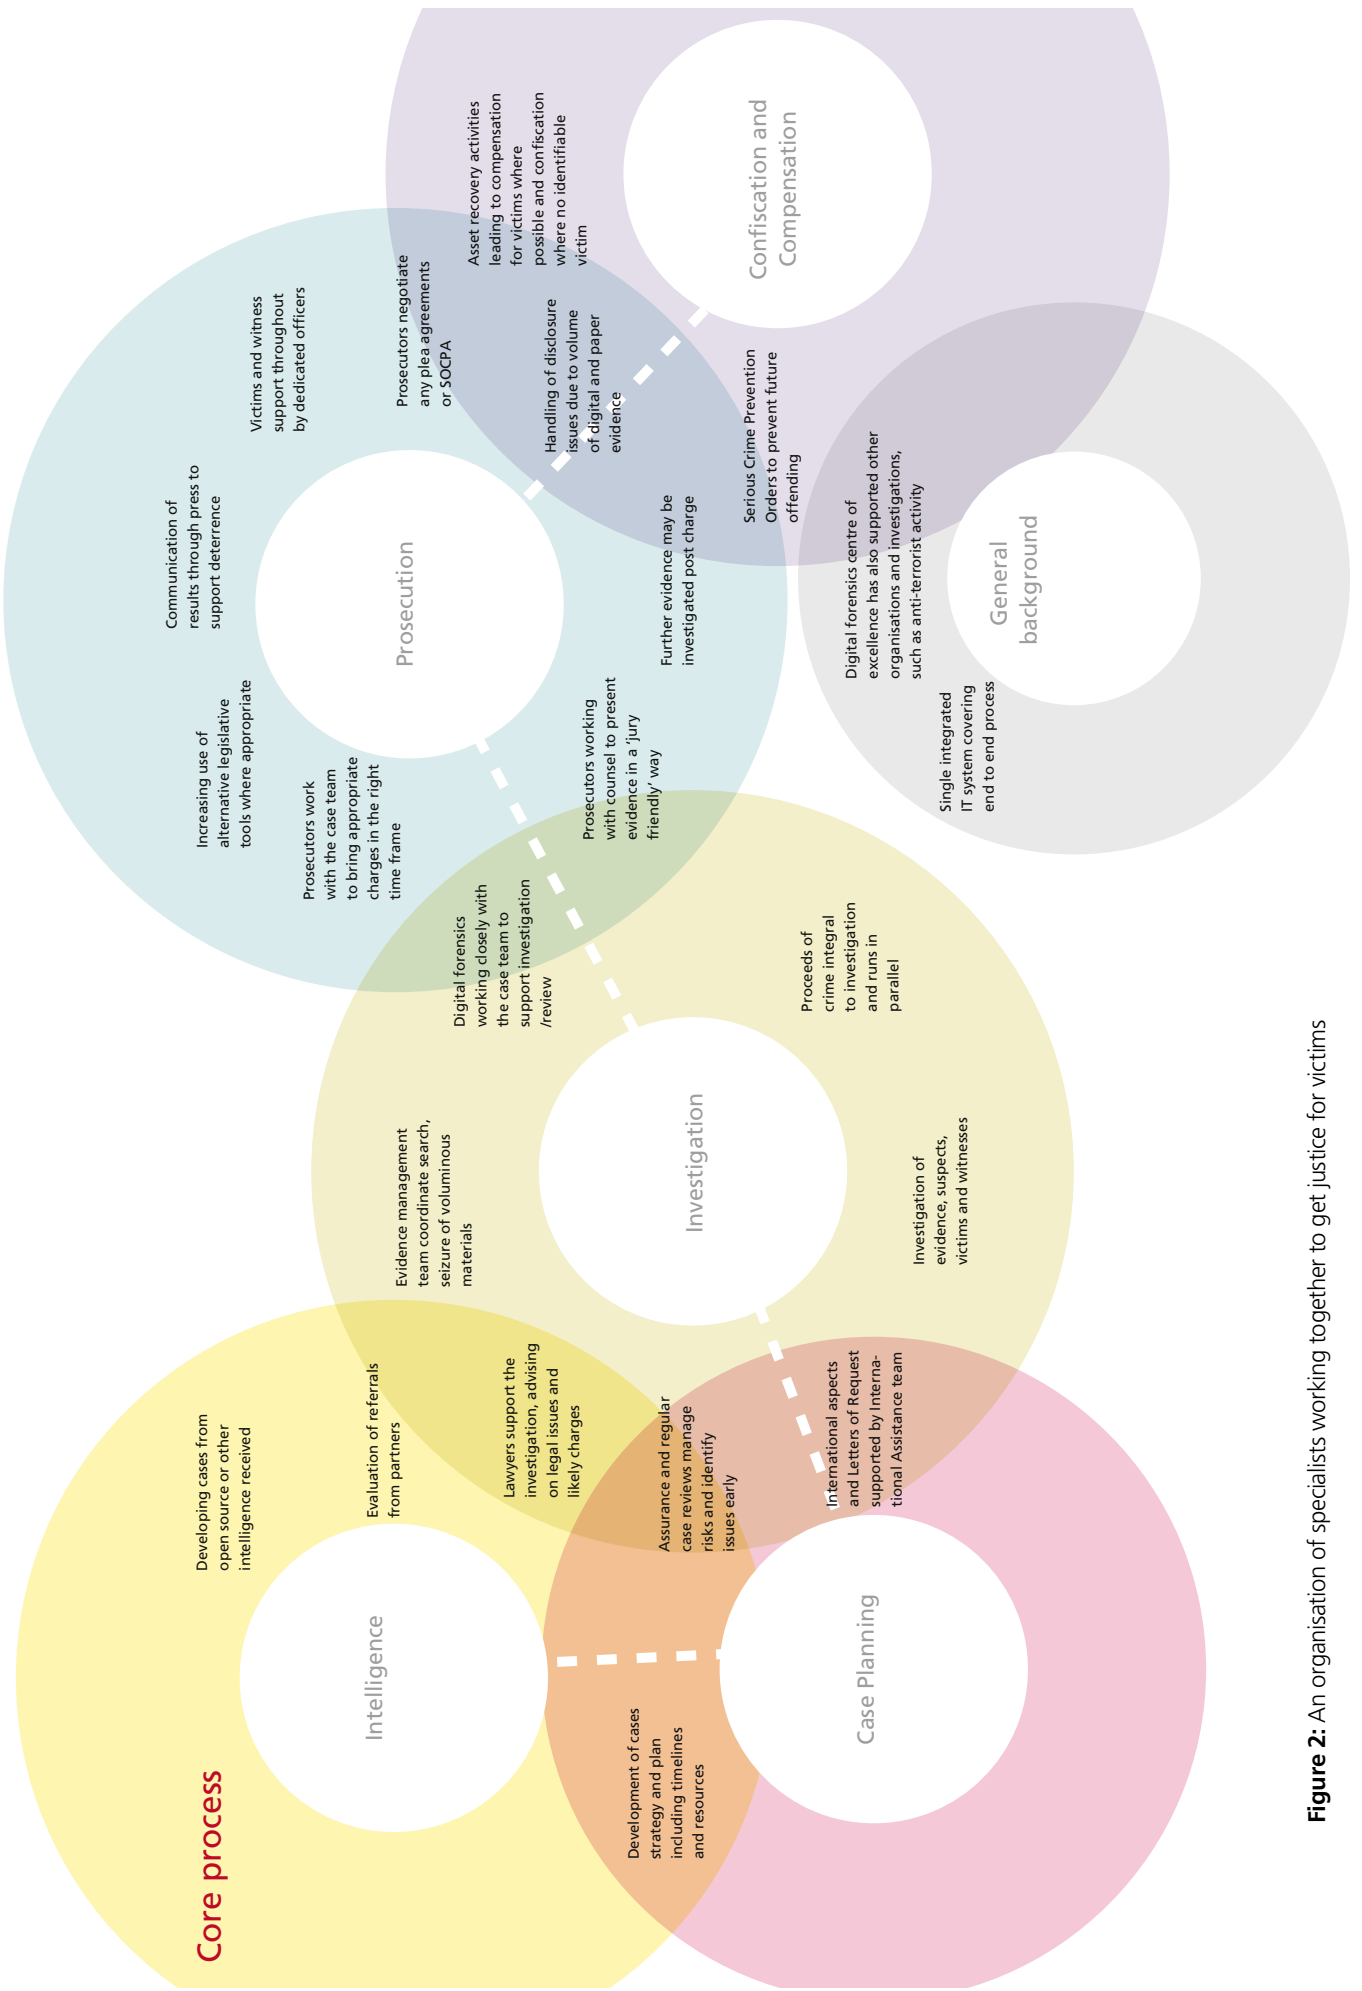 Core process
Intelligence
Developing cases from
open source or other
intelligence received
Evaluation of referrals
from partners
Lawyers support the
investigation, advising
on legal issues and
likely charges
Development of cases
strategy and plan
including timelines
and resources
Case Planning
Assurance and regular
case reviews manage
risks and identify
issues early
International aspects
and Letters of Request
supported by Interna-
tional Assistance team
Evidence management
team coordinate search,
seizure of voluminous
materials
Investigation
Investigation of
evidence, suspects,
victims and witnesses
Proceeds of
crime integral
to investigation
and runs in
parallel
Digital forensics
working closely with
the case team to
support investigation
/review
Prosecutors work
with the case team
to bring appropriate
charges in the right
time frame
Increasing use of
alternative legislative
tools where appropriate
Communication of
results through press to
support deterrence
Victims and witness
support throughout
by dedicated officers
Prosecution
Prosecutors working
with counsel to present
evidence in a ‘jury
friendly’ way
Further evidence may be
investigated post charge
Prosecutors negotiate
any plea agreements
or SOCPA
Handling of disclosure
issues due to volume
of digital and paper
evidence
Asset recovery activities
leading to compensation
for victims where
possible and confiscation
where no identifiable
victim
Confiscation and
Compensation
Serious Crime Prevention
Orders to prevent future
offending
Digital forensics centre of
excellence has also supported other
organisations and investigations,
such as anti-terrorist activity
Single integrated
IT system covering
end to end process
General
background
Figure 2: An organisation of specialists working together to get justice for victims